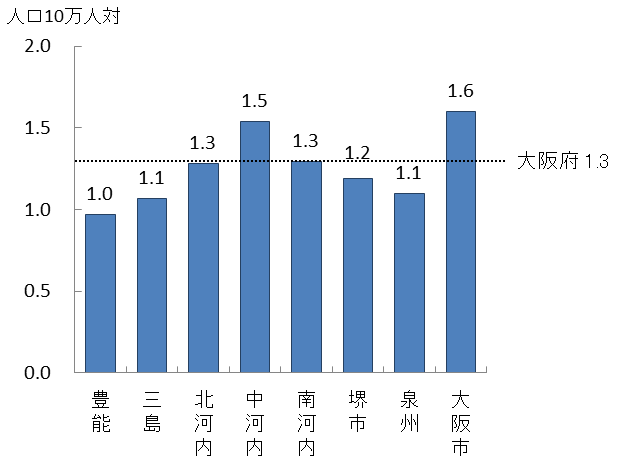 人口10万人対
2.0
1.5
1.0
0.5
0.0
1.0
1.1
1.3
1.5
1.3
1.2
1.1
1.6
大阪府 1.3
豊能
三島
北河内
中河内
南河内
堺市
泉州
大阪市